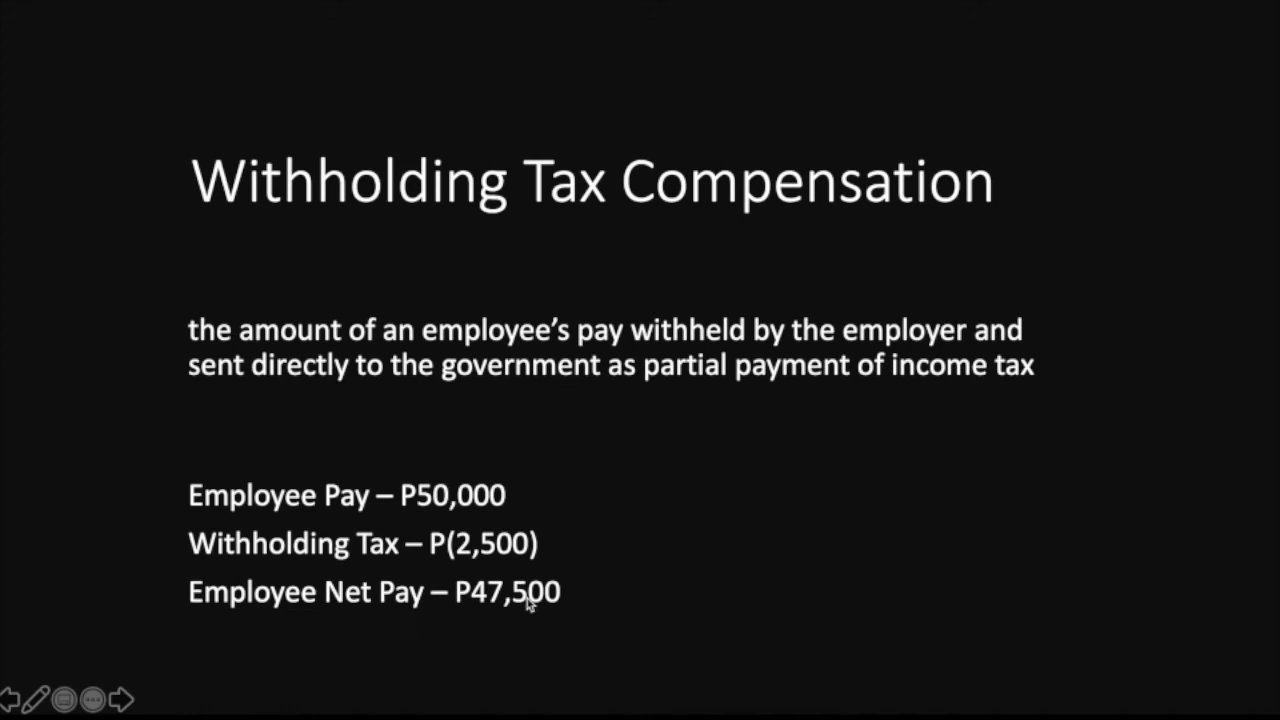 Withholding Tax Compensation
the amount of an employee’s pay withheld by the employer and
sent directly to the government as partial payment of income tax
Employee Pay – P50,000
Withholding Tax – P(2,500)
Employee Net Pay – P47,500